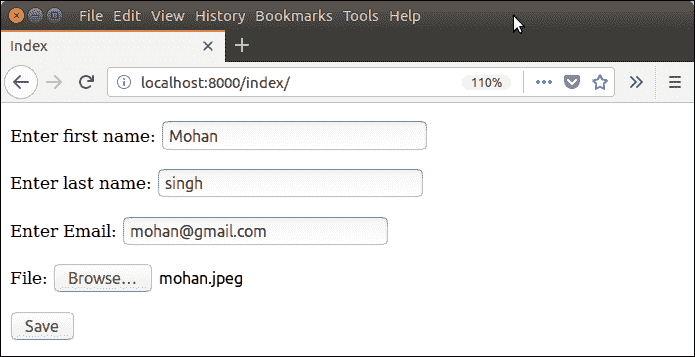 File Edit View History Bookmarks Tools Help
Index
localhost:8000/index/ 110%
Enter first name: Mohan
Enter last name: singh
Enter Email: mohan@gmail.com
File: Browse... mohan.jpeg
Save